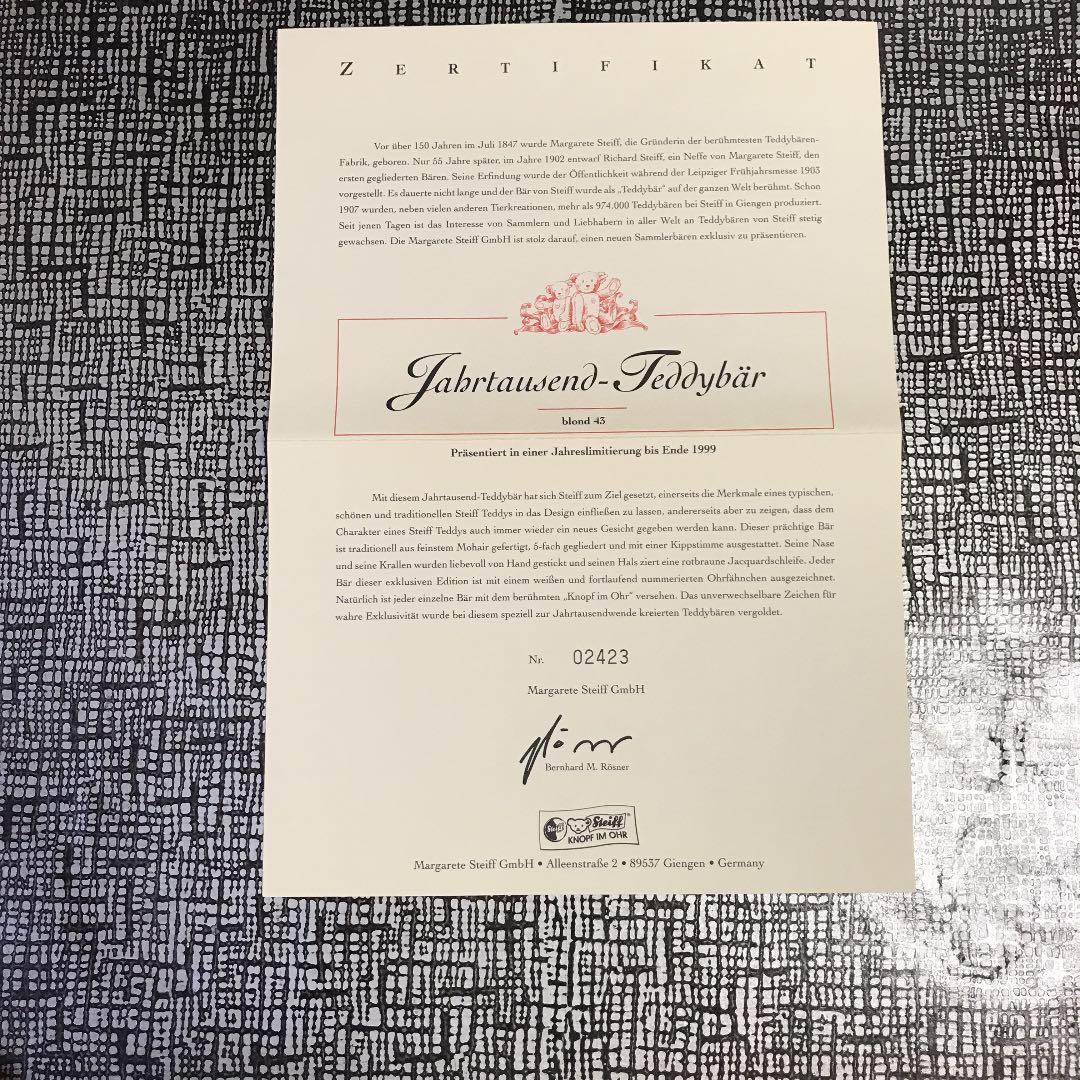 ZERTIFIKAT
Vor über 150 Jahren im Juli 1847 wurde Margarete Steiff, die Gründerin der berühmtesten Teddybären-
Fabrik, geboren. Nur 55 Jahre später, im Jahre 1902 entwarf Richard Steiff, ein Neffe von Margarete Steiff, den
ersten gegliederten Bären. Seine Erfindung wurde der Öffentlichkeit während der Leipziger Frühjahrsmesse 1903
vorgestellt. Es dauerte nicht lange und der Bär von Steiff wurde als „Teddybär“ auf der ganzen Welt berühmt. Schon
1907 wurden, neben vielen anderen Tierkreationen, mehr als 974.000 Teddybären bei Steiff in Giengen produziert.
Seit jenen Tagen ist das Interesse von Sammlern und Liebhabern in aller Welt an Teddybären von Steiff stetig
gewachsen. Die Margarete Steiff GmbH ist stolz darauf, einen neuen Sammlerbären exklusiv zu präsentieren.
Jahrtausend-Teddybär
blond 43
Präsentiert in einer Jahreslimitierung bis Ende 1999
Mit diesem Jahrtausend-Teddybär hat sich Steiff zum Ziel gesetzt, einerseits die Merkmale eines typischen,
schönen und traditionellen Steiff Teddys in das Design einfließen zu lassen, andererseits aber zu zeigen, dass dem
Charakter eines Steiff Teddys auch immer wieder ein neues Gesicht gegeben werden kann. Dieser prächtige Bär
ist traditionell aus feinstem Mohair gefertigt, 5-fach gegliedert und mit einer Kippstimme ausgestattet. Seine Nase
und seine Krallen wurden liebevoll von Hand gestickt und seinen Hals ziert eine rotbraune Jacquardschleife. Jeder
Bär dieser exklusiven Edition ist mit einem weißen und fortlaufend nummerierten Ohrfähnchen ausgezeichnet.
Natürlich ist jeder einzelne Bär mit dem berühmten „Knopf im Ohr“ versehen. Das unverwechselbare Zeichen für
wahre Exklusivität wurde bei diesem speziell zur Jahrtausendwende kreierten Teddybären vergoldet.
Nr. 02423
Margarete Steiff GmbH
Bernhard M. Rösner
Steiff Steiff
KNOPF IM OHR
Margarete Steiff GmbH • Alleenstraße 2 • 89537 Giengen • Germany